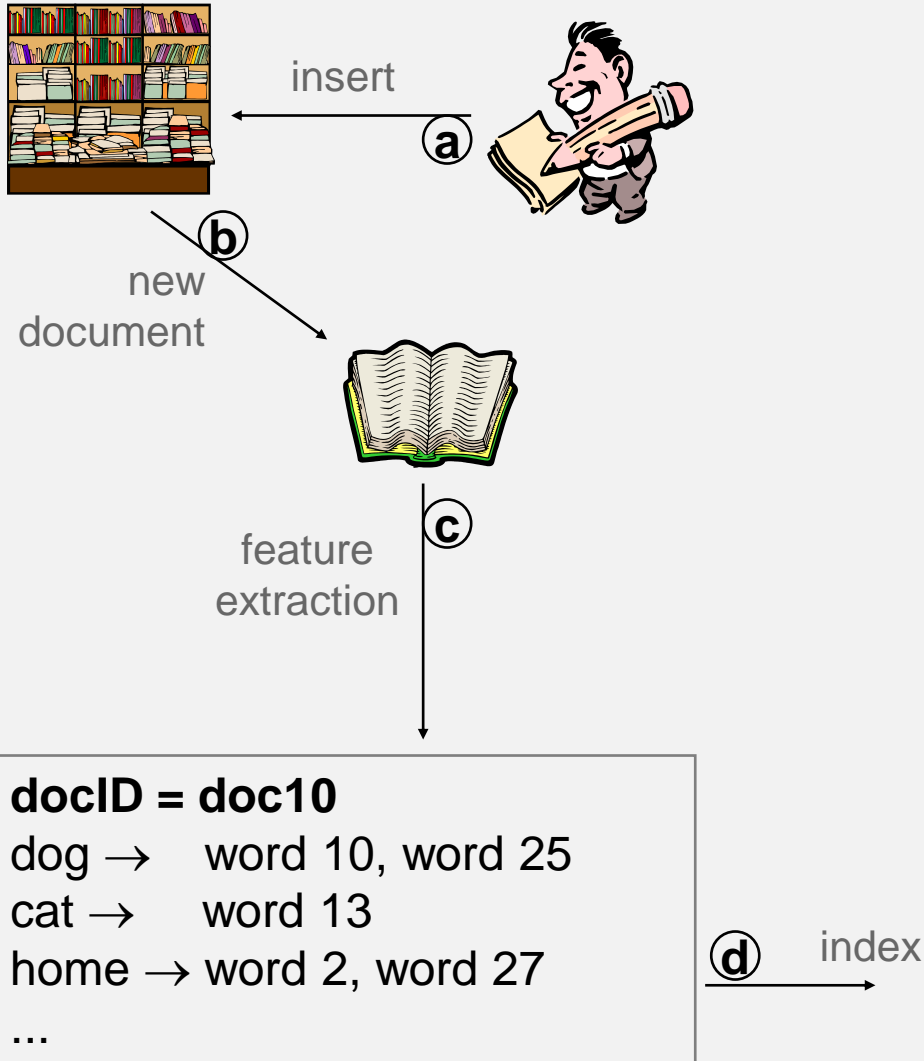 insert
a
b
new
document
c
feature
extraction
docID = doc10
dog → word 10, word 25
cat → word 13
home → word 2, word 27
...
d index